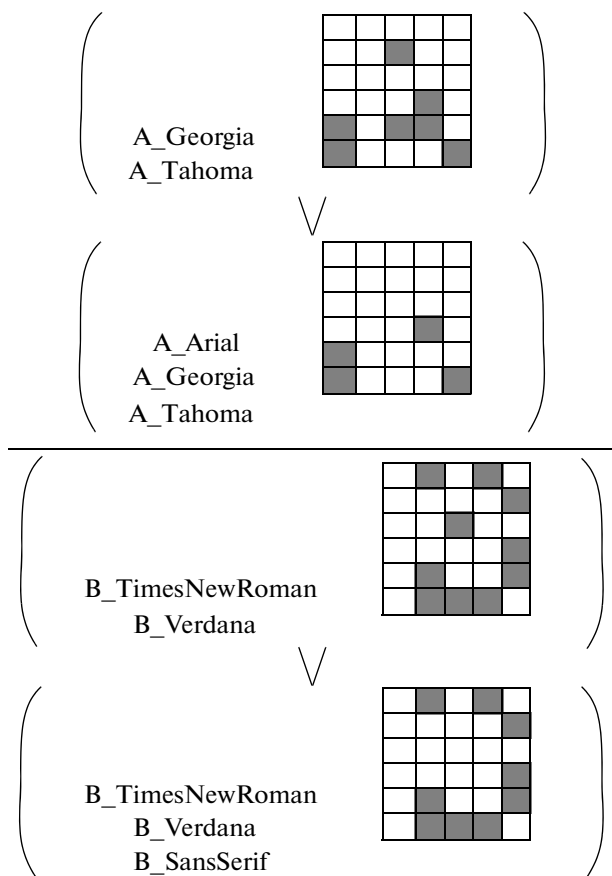 A_Georgia
A_Tahoma
A_Arial
A_Georgia
A_Tahoma
B_TimesNewRoman
B_Verdana
B_TimesNewRoman
B_Verdana
B_SansSerif